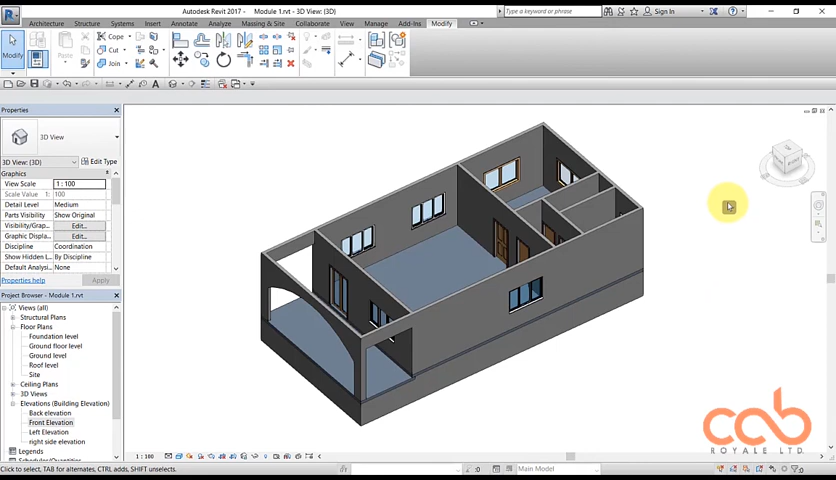 Autodesk Revit 2017 - Module 1.rvt - 3D View: {3D}
Type a keyword or phrase
Sign In
Architecture Structure Systems Insert Annotate Analyze Massing & Site Collaborate View Manage Add-Ins Modify
Modify
Paste
Cope
Cut
Join
Properties
3D View
3D View: {3D}
Edit Type
Graphics
View Scale 1 : 100
Scale Value 1: 100
Detail Level Medium
Parts Visibility Show Original
Visibility/Grap... Edit...
Graphic Displa... Edit...
Discipline Coordination
Show Hidden L... By Discipline
Default Analysi... None
Properties help Apply
Project Browser - Module 1.rvt
Views (all)
Structural Plans
Floor Plans
Foundation level
Ground floor level
Ground level
Roof level
Site
Ceiling Plans
3D Views
Elevations (Building Elevation)
Back elevation
Front Elevation
Left Elevation
right side elevation
Legends
1 : 100
Click to select, TAB for alternates, CTRL adds, SHIFT unselects.
:0
Main Model
:0
cab
ROYALE LTD.